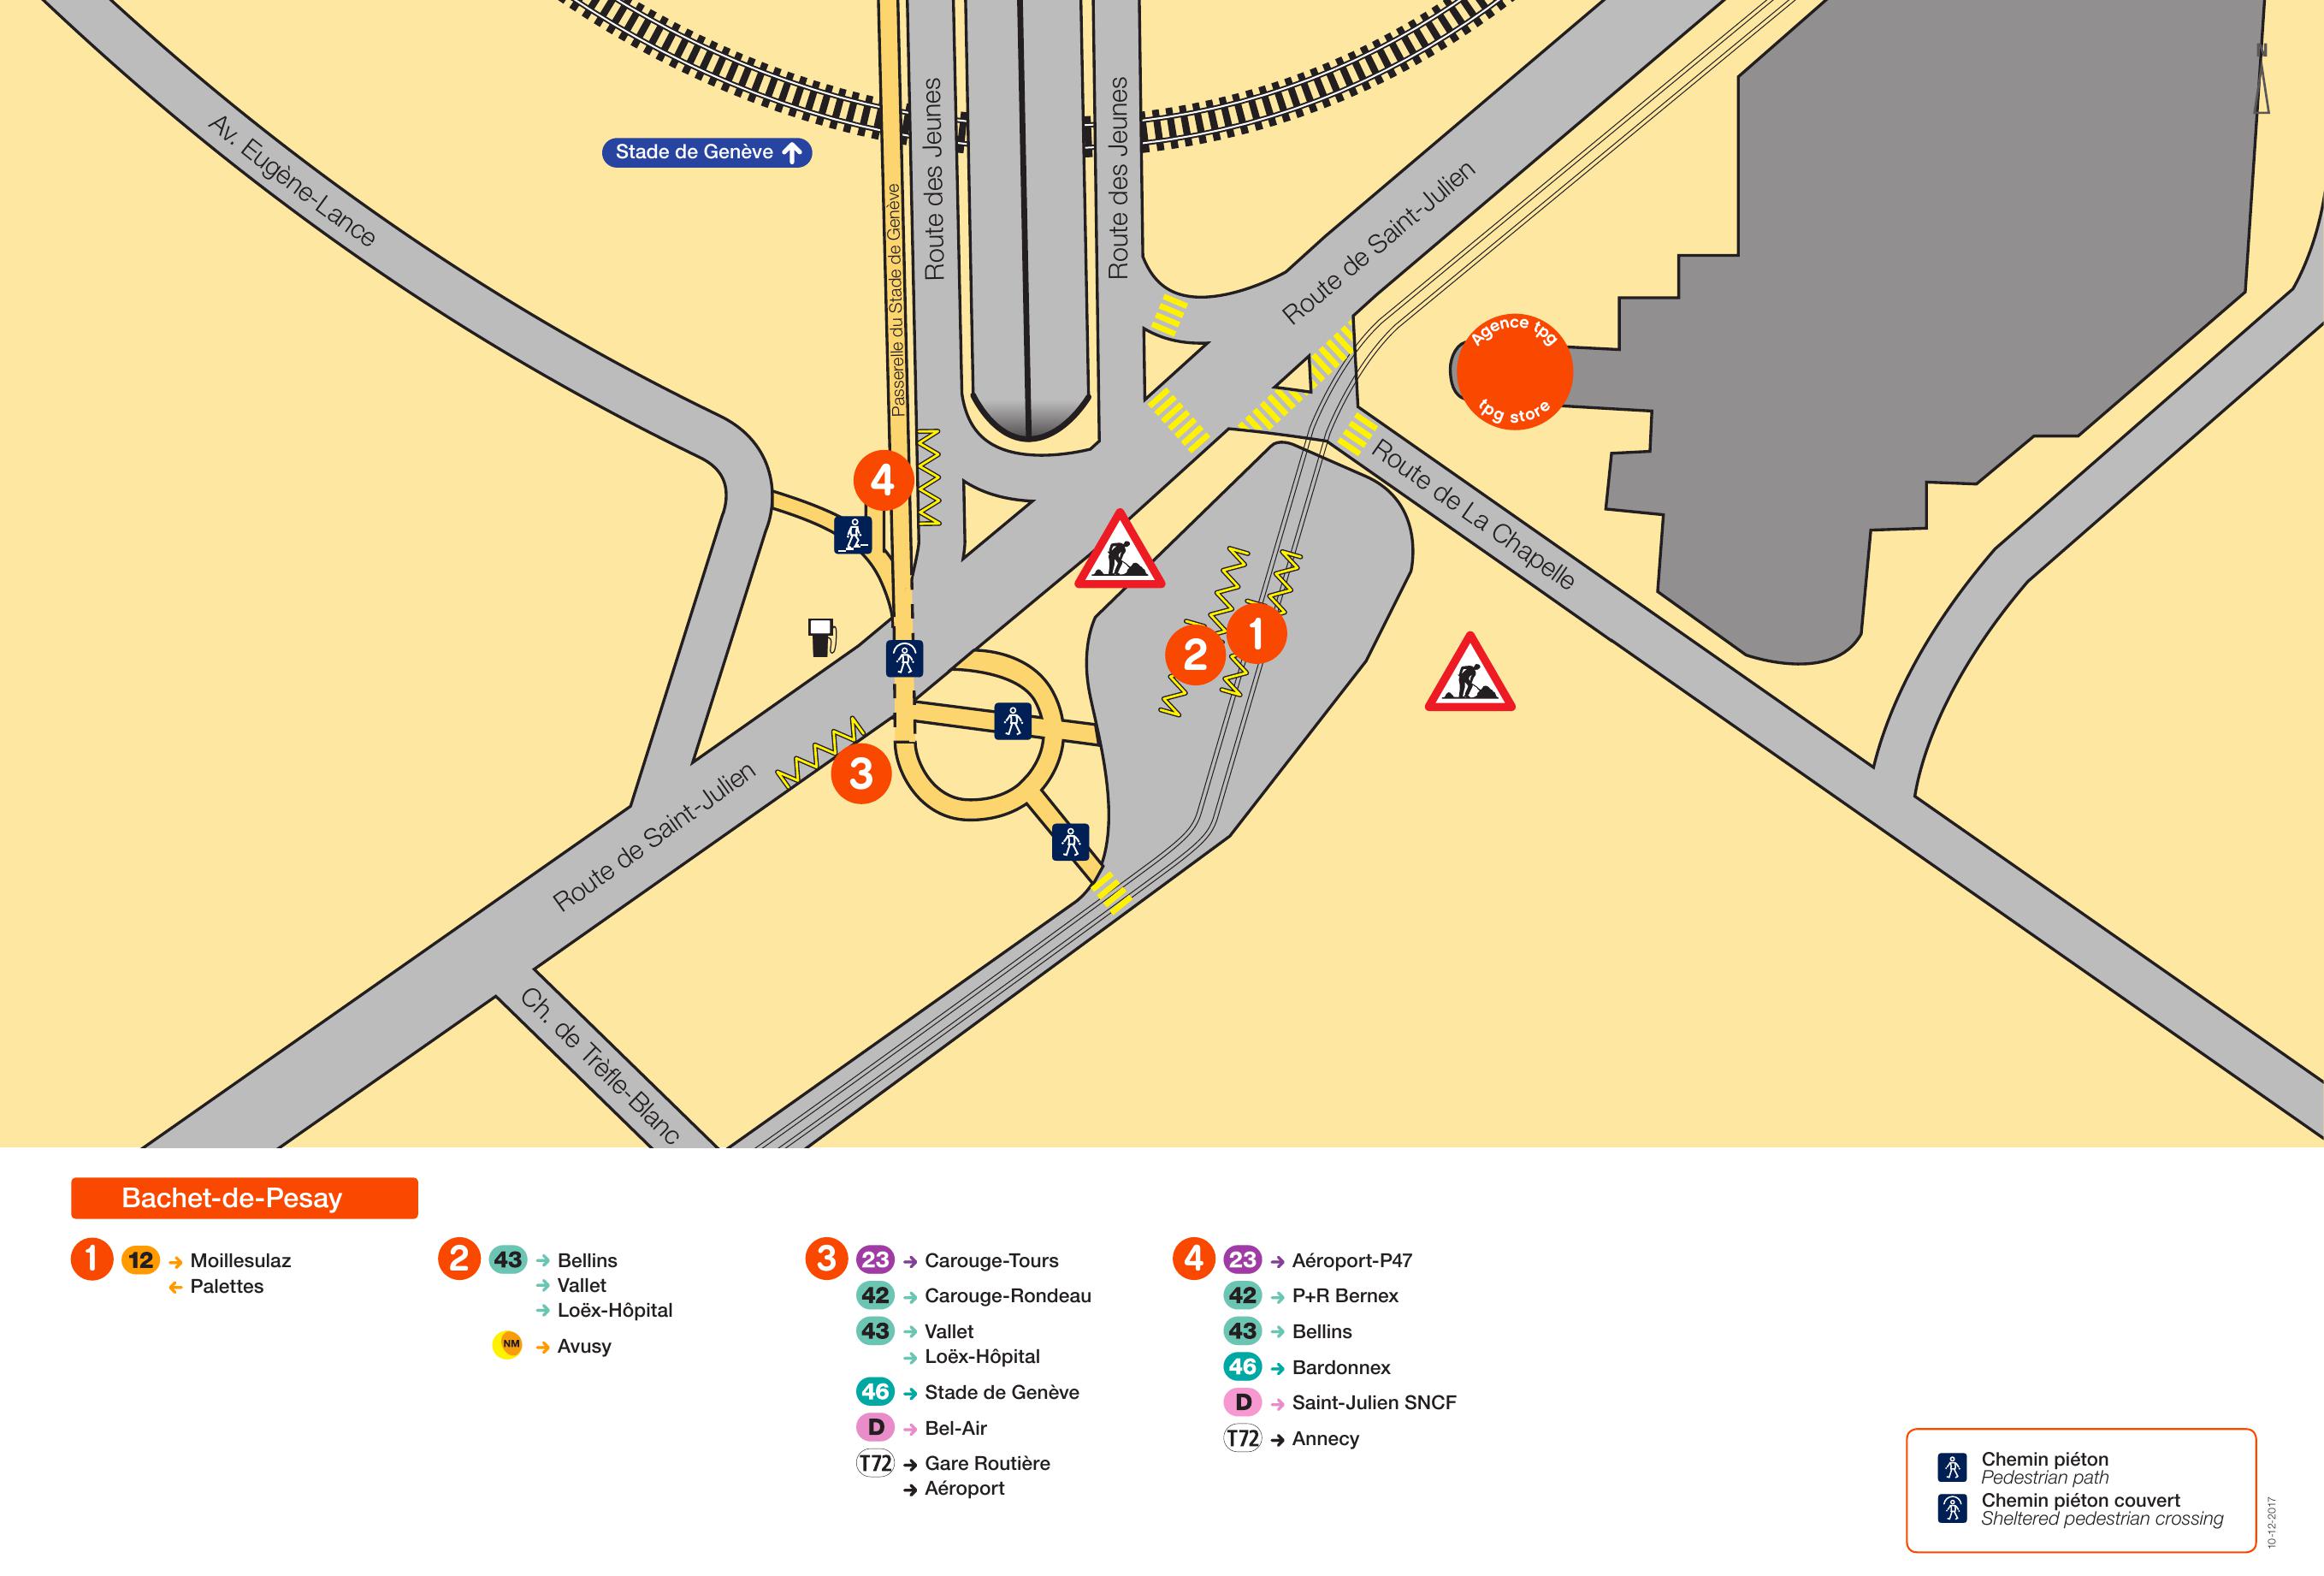 Av. Eugène-Lance
Stade de Genève
Passerelle du Stade de Genève
Route des Jeunes
Route des Jeunes
Route de Saint-Julien
N
Agence tpg
tpg store
Route de La Chapelle
4
2
1
3
Route de Saint-Julien
Ch. de Trèfle-Blanc
Bachet-de-Pesay
1 12 → Moillesulaz
← Palettes
2 43 → Bellins
→ Vallet
→ Loëx-Hôpital
NM → Avusy
3 23 → Carouge-Tours
42 → Carouge-Rondeau
43 → Vallet
→ Loëx-Hôpital
46 → Stade de Genève
D → Bel-Air
T72 → Gare Routière
→ Aéroport
4 23 → Aéroport-P47
42 → P+R Bernex
43 → Bellins
46 → Bardonnex
D → Saint-Julien SNCF
T72 → Annecy
Chemin piéton
Pedestrian path
Chemin piéton couvert
Sheltered pedestrian crossing
10-12-2017